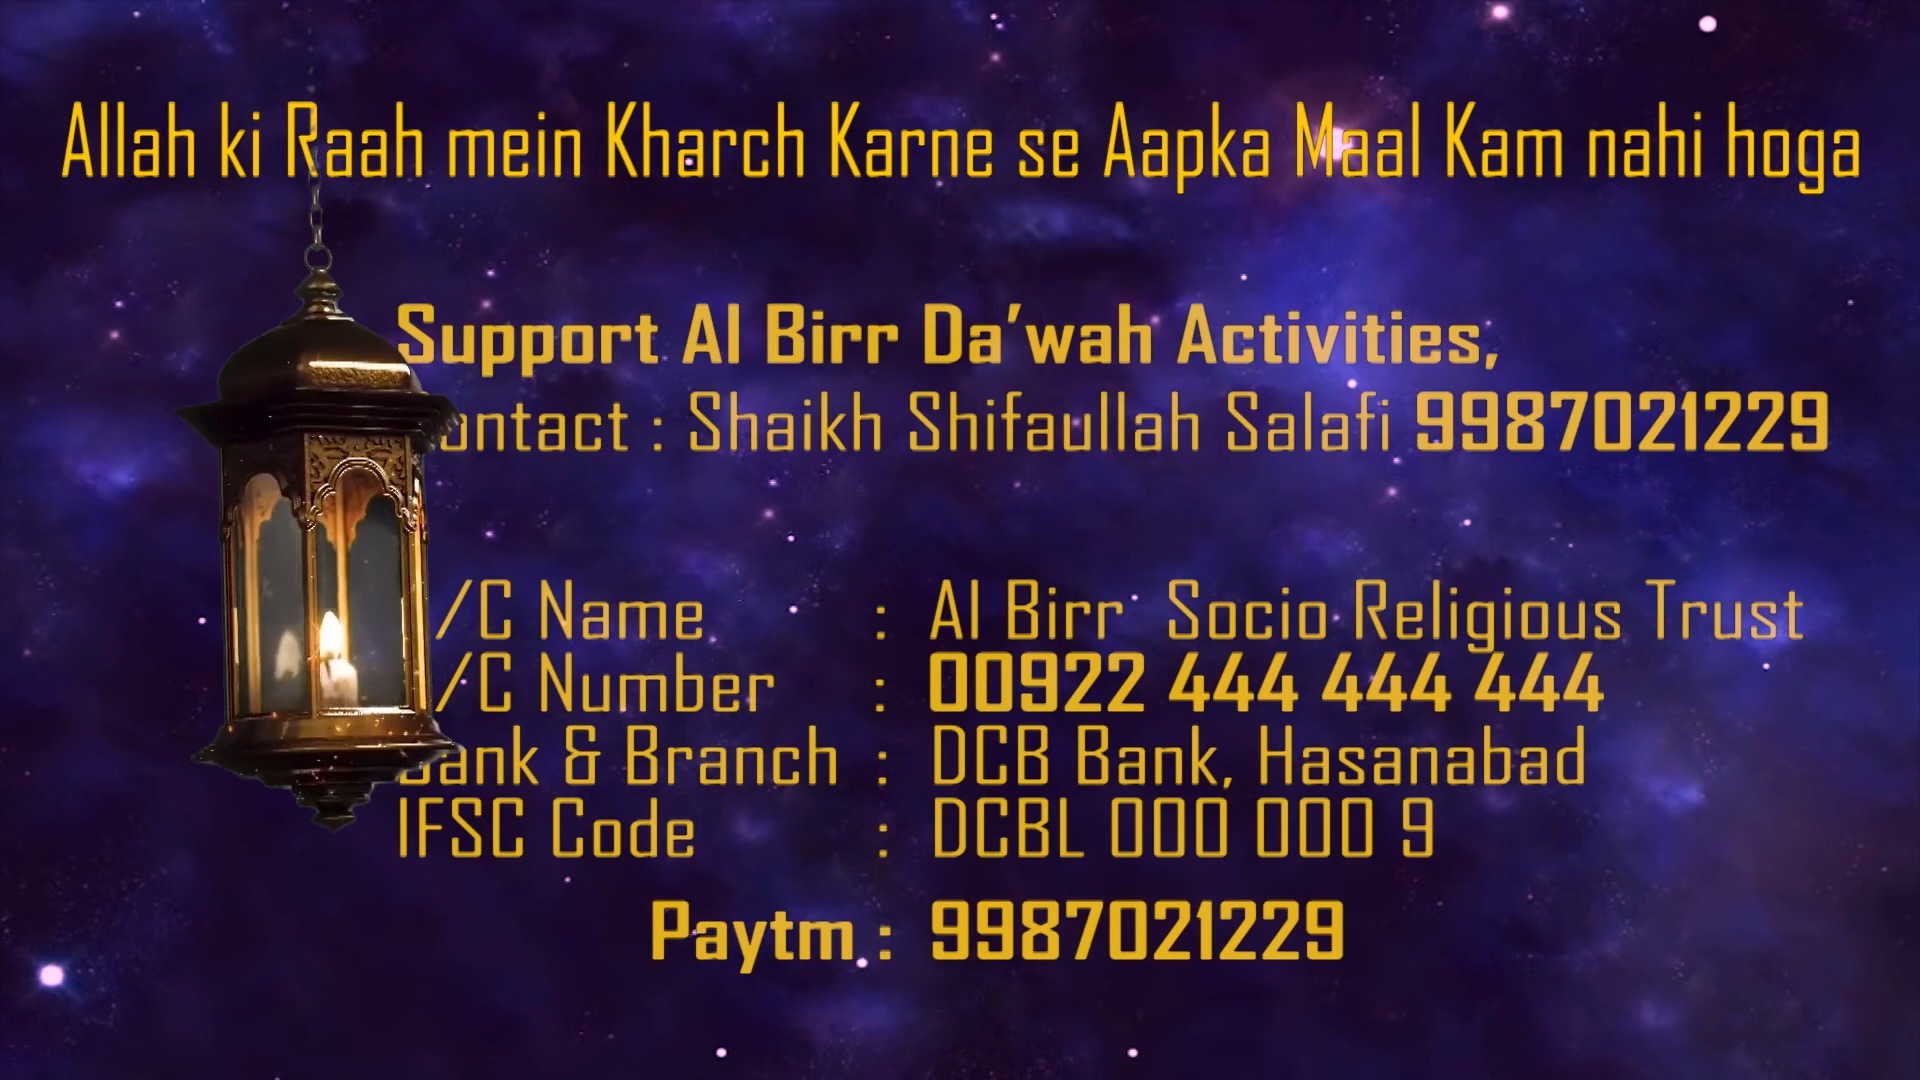 Allah ki Raah mein Kharch Karne se Aapka Maal Kam nahi hoga
Support Al Birr Da’wah Activities,
Contact : Shaikh Shifaullah Salafi 9987021229
A/C Name : Al Birr Socio Religious Trust
A/C Number : 00922 444 444 444
Bank & Branch : DCB Bank, Hasanabad
IFSC Code : DCBL 000 000 9
Paytm : 9987021229